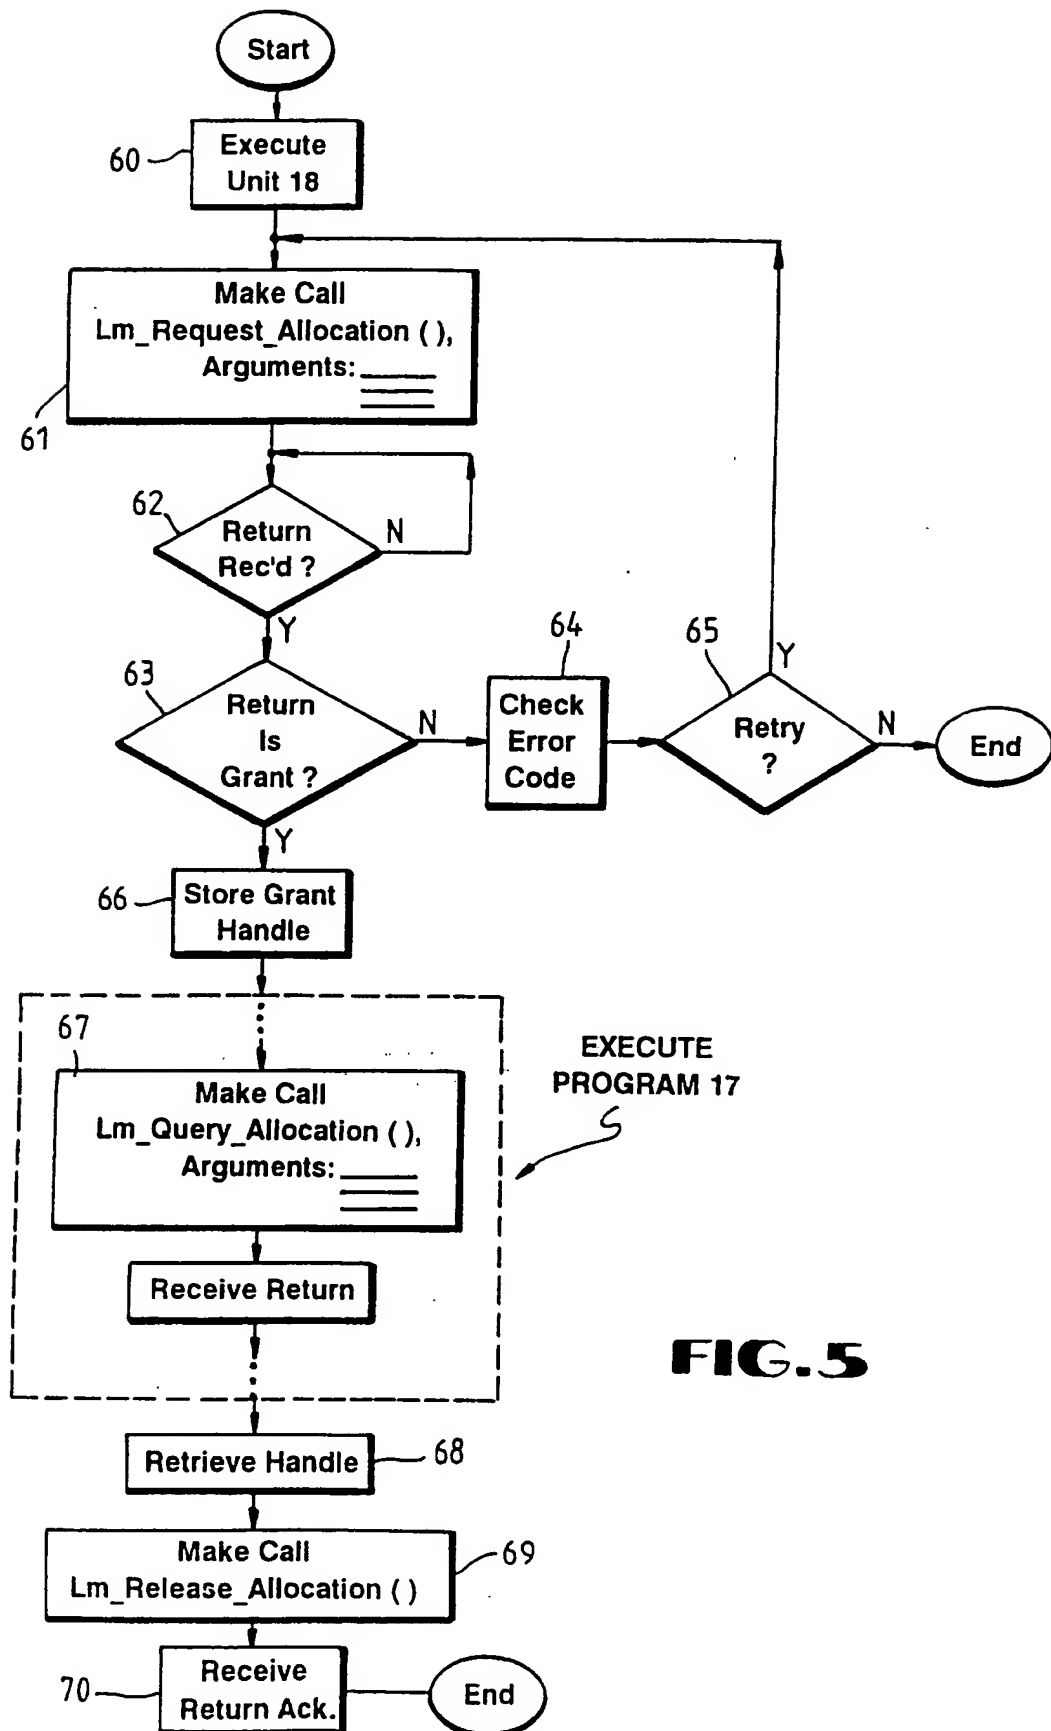 Start
60
Execute
Unit 18
Make Call
Lm_Request_Allocation ( ),
Arguments:
61
62
Return
Rec'd ?
N
Y
63
Return
Is
Grant ?
N
Y
64
Check
Error
Code
65
Retry
?
Y
N
End
66
Store Grant
Handle
67
Make Call
Lm_Query_Allocation ( ),
Arguments:
Receive Return
EXECUTE
PROGRAM 17
FIG.5
Retrieve Handle
68
Make Call
Lm_Release_Allocation ( )
69
70
Receive
Return Ack.
End